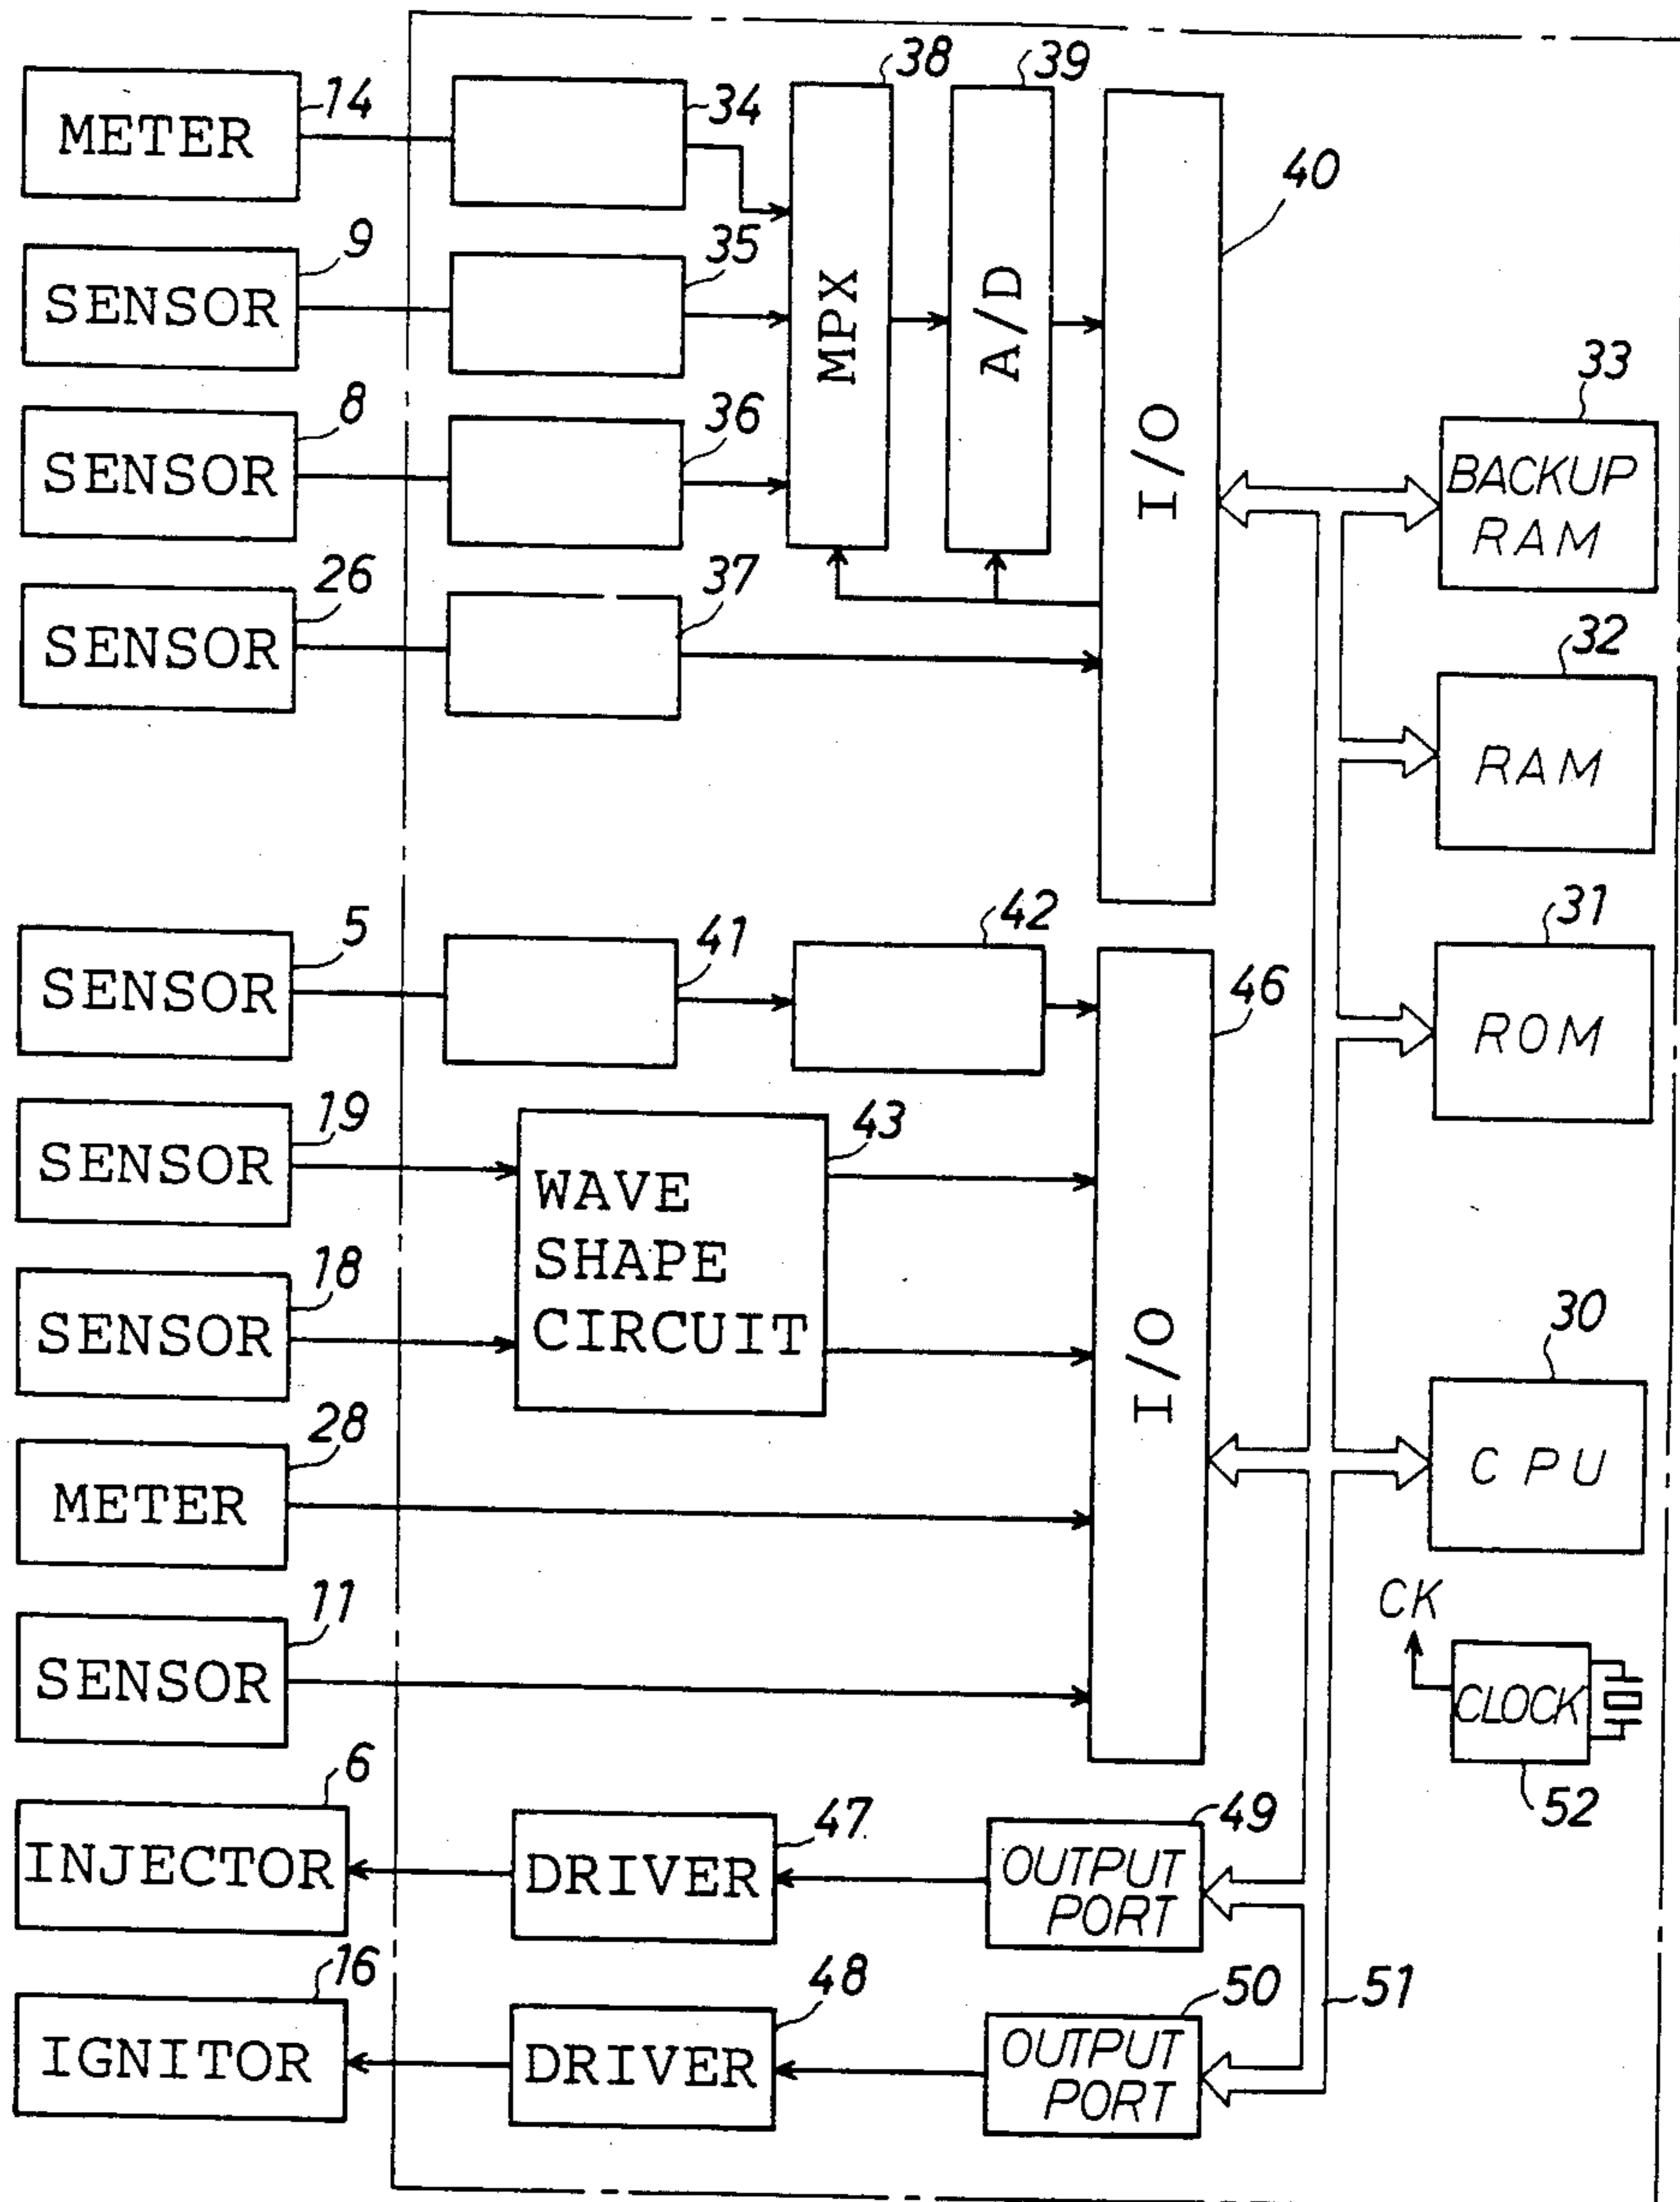 38
39
METER
14
34
40
SENSOR
9
35
MPX
A/D
I/O
SENSOR
8
36
33
BACKUP
RAM
SENSOR
26
37
32
RAM
SENSOR
5
41
42
46
31
ROM
SENSOR
19
43
WAVE
SHAPE
CIRCUIT
SENSOR
18
I/O
30
CPU
METER
28
SENSOR
11
CK
CLOCK
52
INJECTOR
6
DRIVER
47
OUTPUT
PORT
49
IGNITOR
16
DRIVER
48
OUTPUT
PORT
50
51